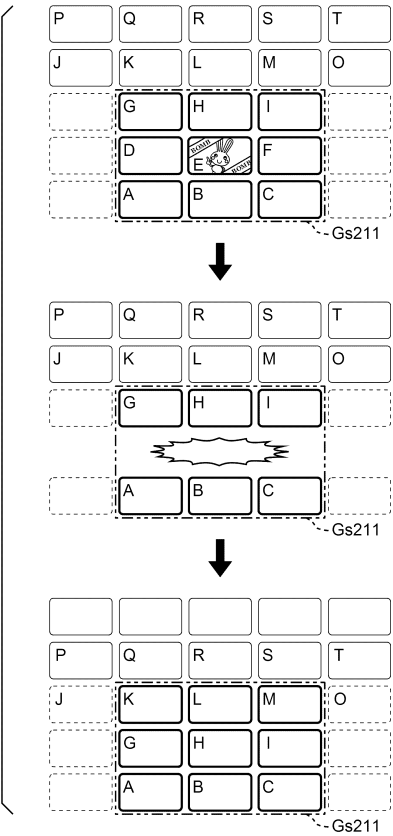 P Q R S T
J K L M O
G H I
BOMB
D E F
BOMB
A B C
Gs211
P Q R S T
J K L M O
G H I
A B C
Gs211
P Q R S T
J K L M O
G H I
A B C
Gs211